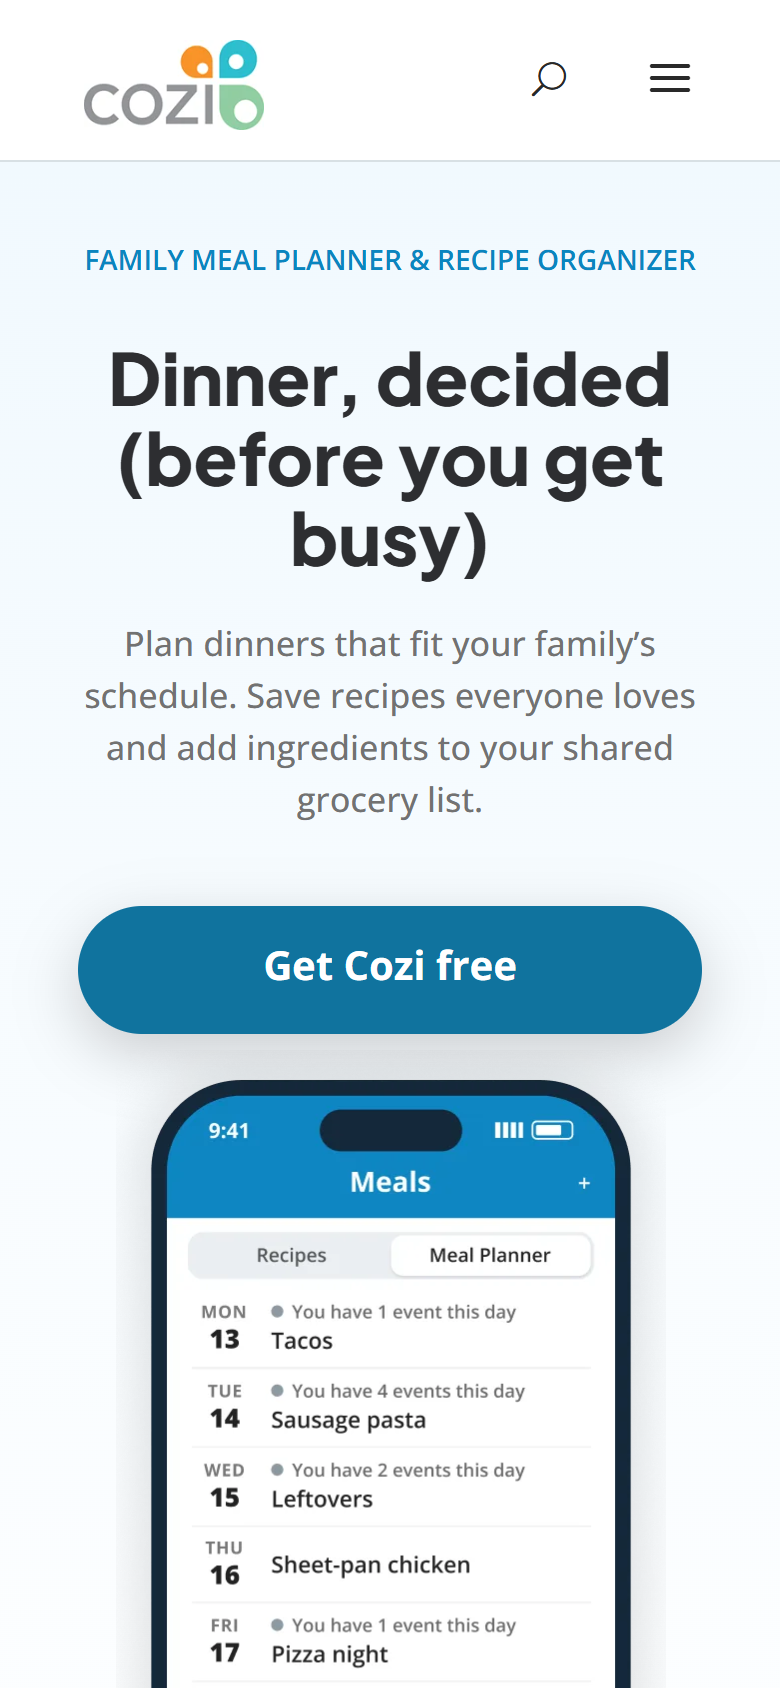 cozi
FAMILY MEAL PLANNER & RECIPE ORGANIZER
Dinner, decided
(before you get
busy)
Plan dinners that fit your family’s
schedule. Save recipes everyone loves
and add ingredients to your shared
grocery list.
Get Cozi free
9:41
Meals +
Recipes Meal Planner
MON
13
You have 1 event this day
Tacos
TUE
14
You have 4 events this day
Sausage pasta
WED
15
You have 2 events this day
Leftovers
THU
16
Sheet-pan chicken
FRI
17
You have 1 event this day
Pizza night